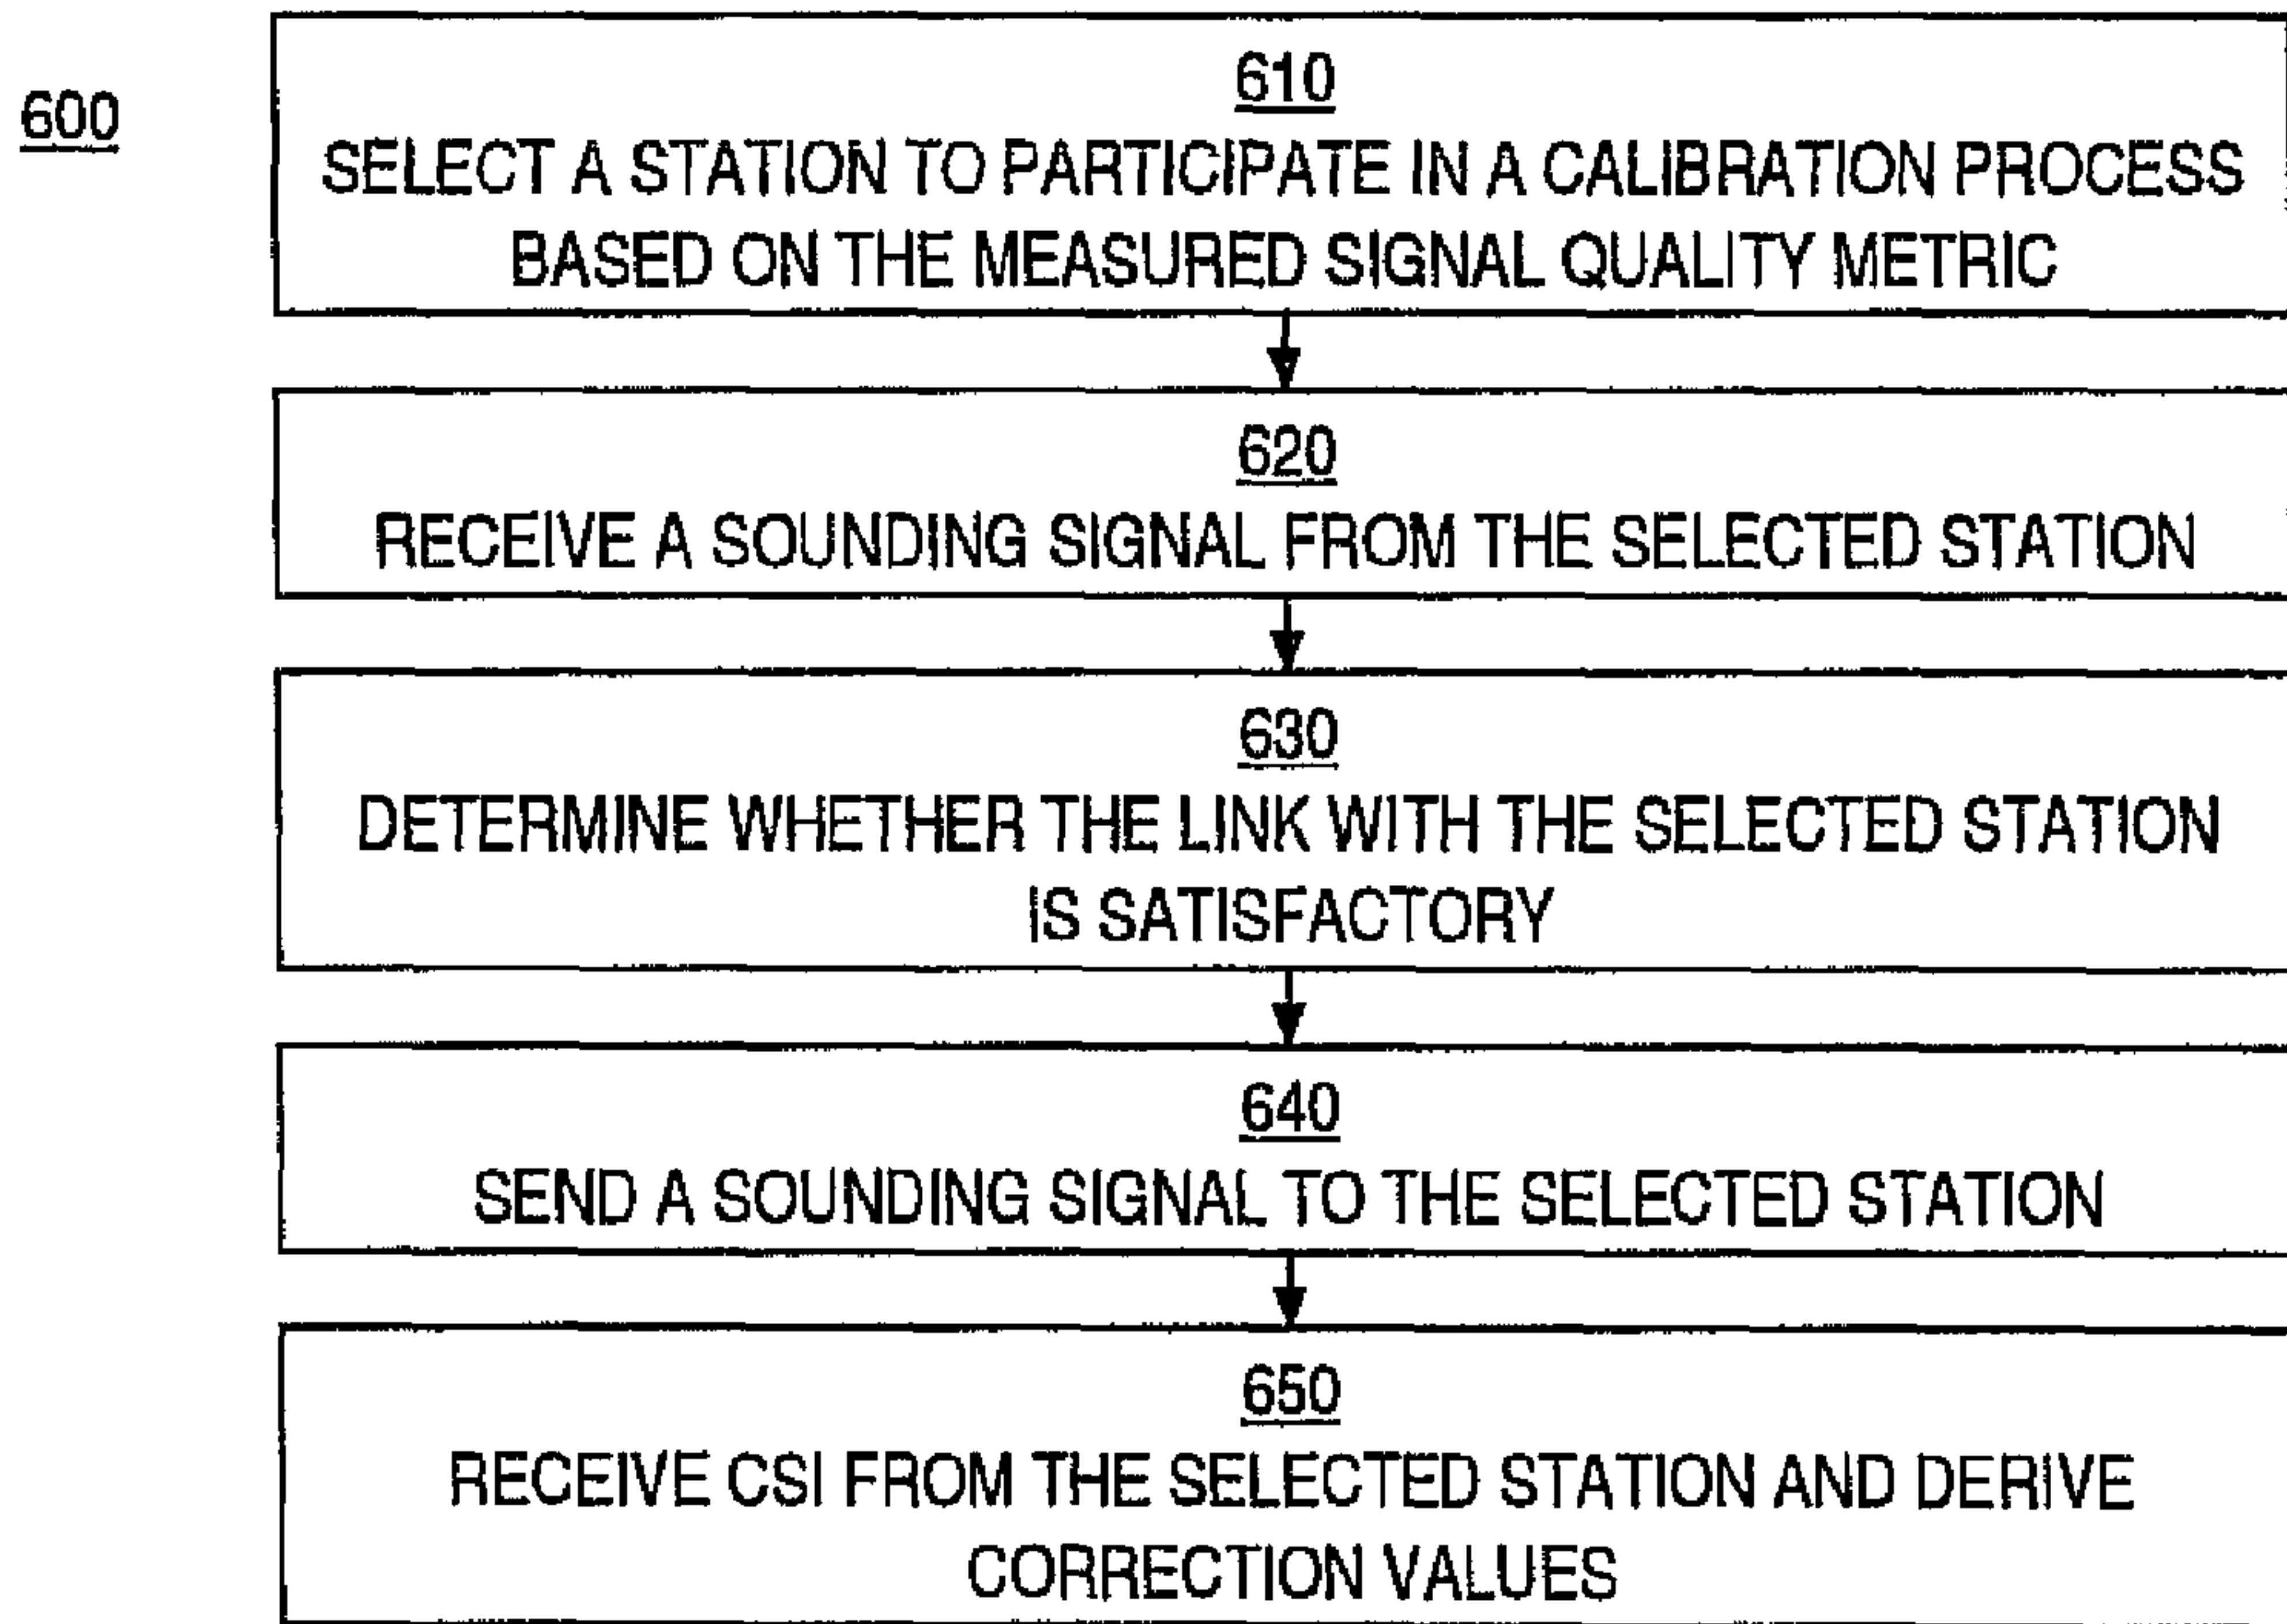 600
610
SELECT A STATION TO PARTICIPATE IN A CALIBRATION PROCESS
BASED ON THE MEASURED SIGNAL QUALITY METRIC
620
RECEIVE A SOUNDING SIGNAL FROM THE SELECTED STATION
630
DETERMINE WHETHER THE LINK WITH THE SELECTED STATION
IS SATISFACTORY
640
SEND A SOUNDING SIGNAL TO THE SELECTED STATION
650
RECEIVE CSI FROM THE SELECTED STATION AND DERIVE
CORRECTION VALUES